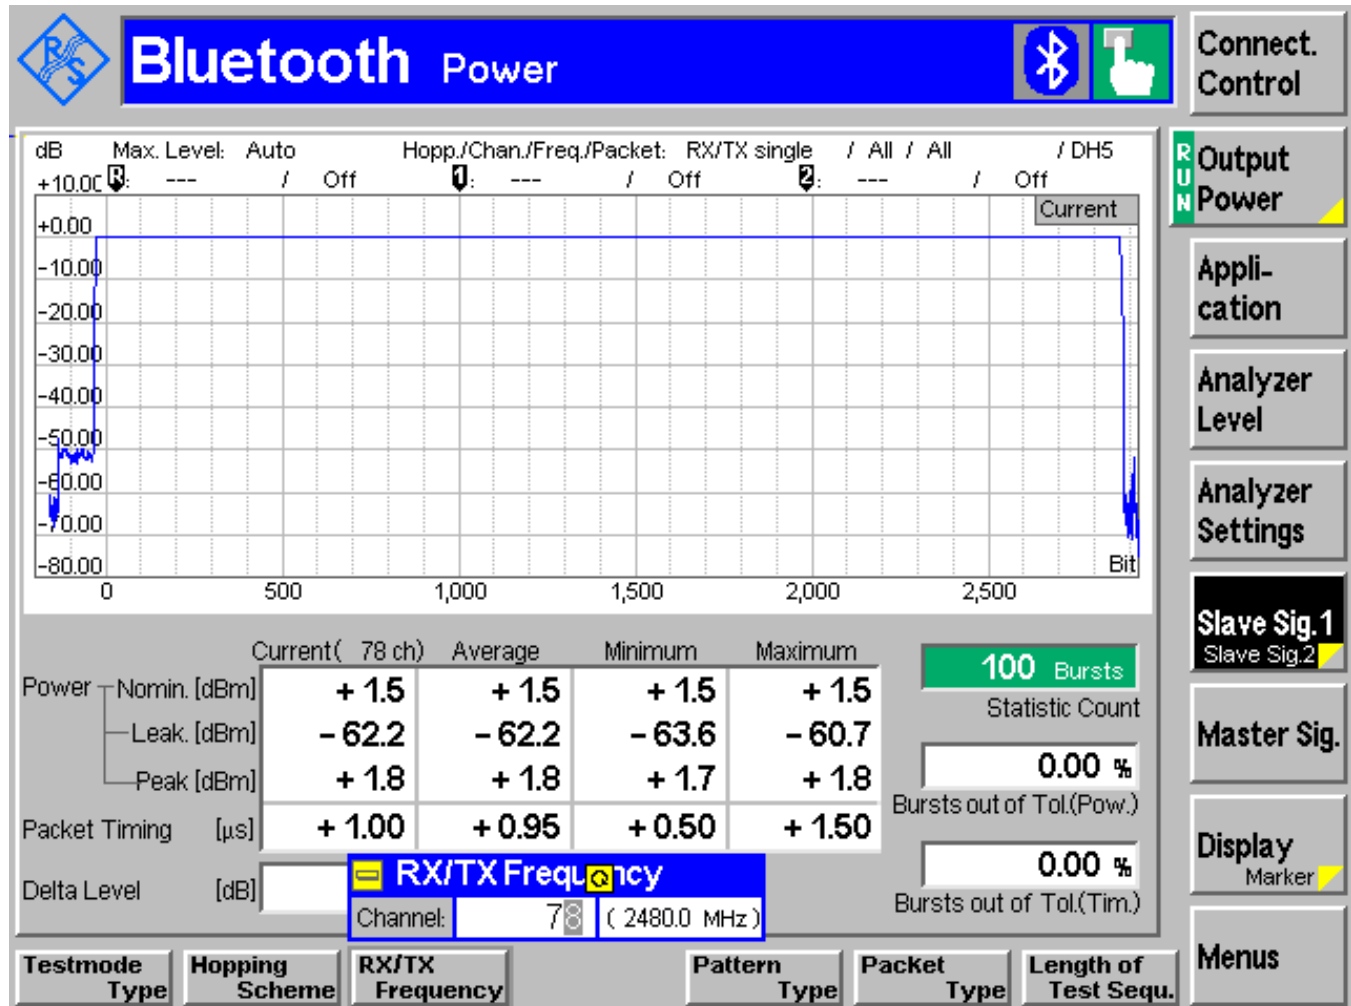 R S
Bluetooth Power
Connect. Control
dB Max. Level: Auto Hopp./Chan./Freq./Packet: RX/TX single / All / All / DH5
+10.00 R: --- / Off 1: --- / Off 2: --- / Off
Current
+0.00
-10.00
-20.00
-30.00
-40.00
-50.00
-60.00
-70.00
-80.00
Bit
0 500 1,000 1,500 2,000 2,500
Current( 78 ch) Average Minimum Maximum
Power Nomin. [dBm] + 1.5 + 1.5 + 1.5 + 1.5
Leak. [dBm] - 62.2 - 62.2 - 63.6 - 60.7
Peak [dBm] + 1.8 + 1.8 + 1.7 + 1.8
Packet Timing [µs] + 1.00 + 0.95 + 0.50 + 1.50
Delta Level [dB]
100 Bursts
Statistic Count
0.00 %
Bursts out of Tol.(Pow.)
0.00 %
Bursts out of Tol.(Tim.)
RX/TX Frequency
Channel: 78 ( 2480.0 MHz )
RUN
Output Power
Appli-
cation
Analyzer
Level
Analyzer
Settings
Slave Sig.1
Slave Sig.2
Master Sig.
Display
Marker
Menus
Testmode Type
Hopping Scheme
RX/TX Frequency
Pattern Type
Packet Type
Length of Test Sequ.